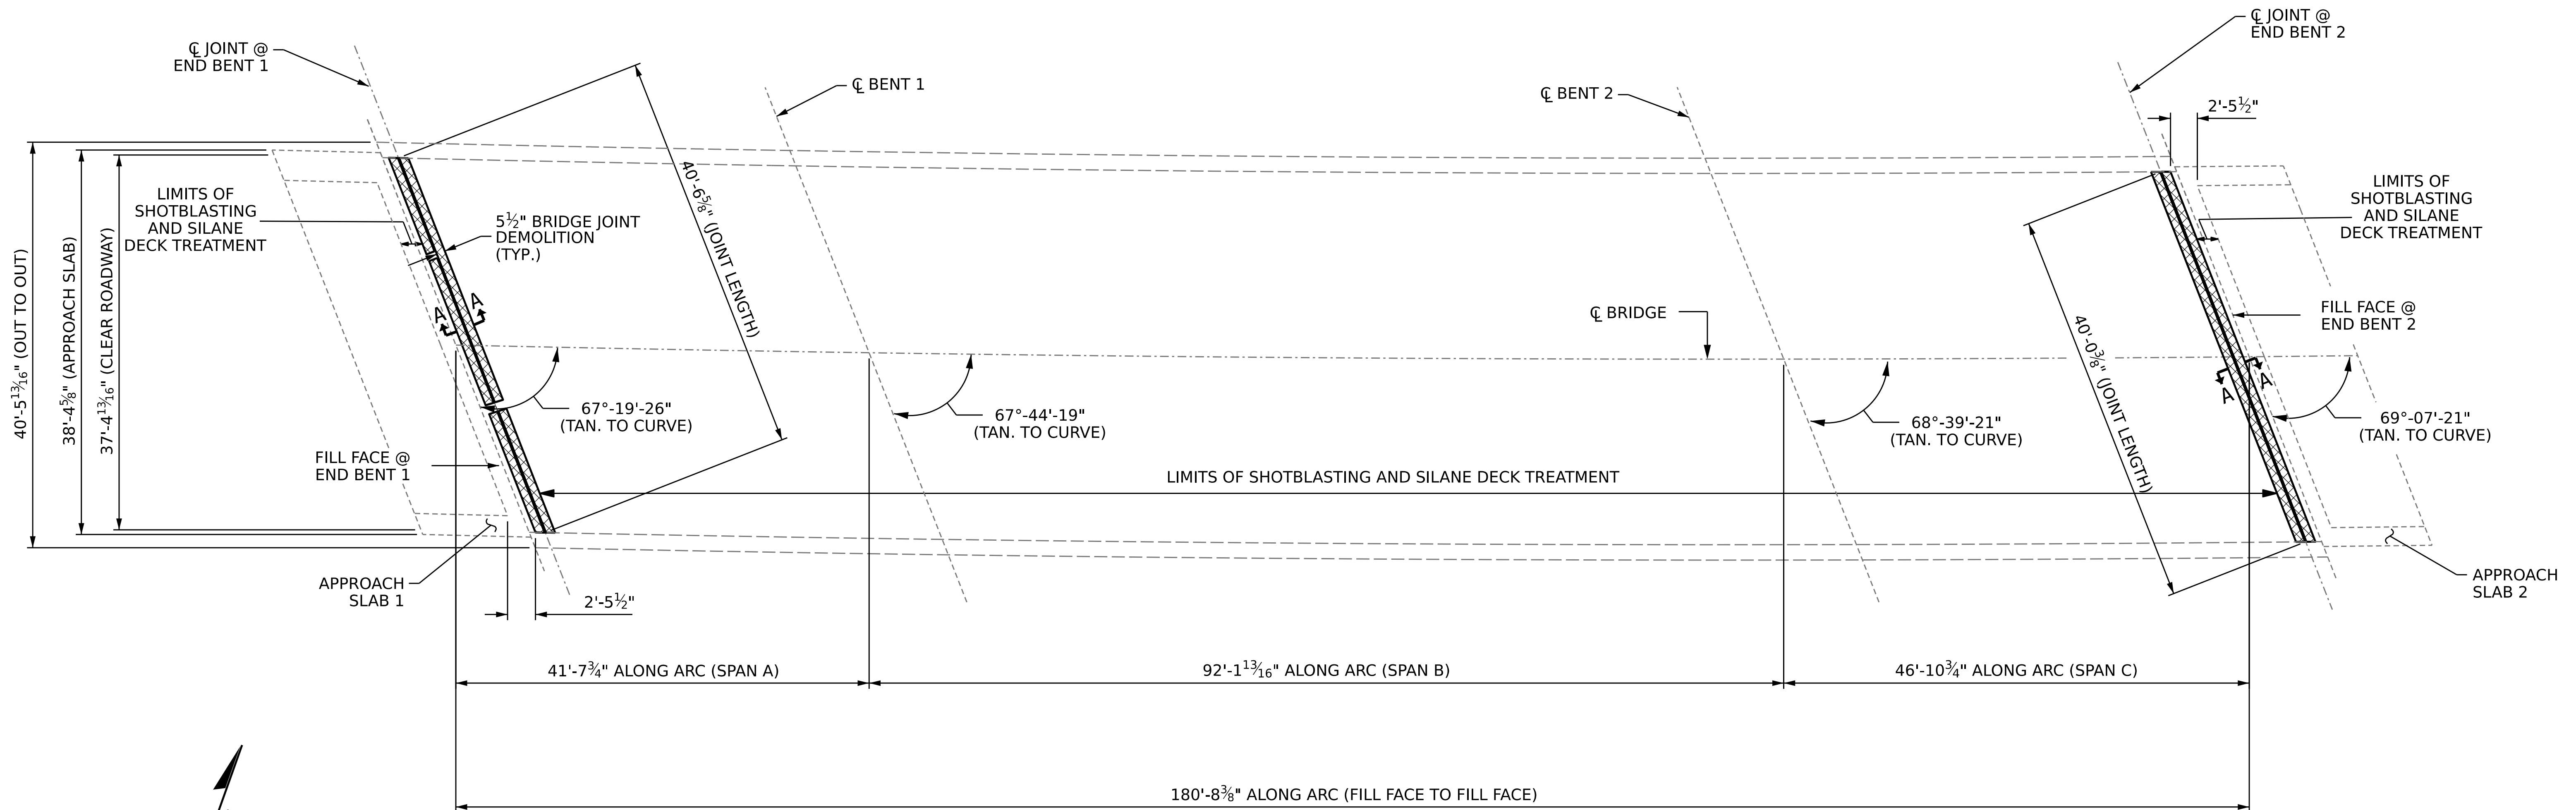 ℄ JOINT @
END BENT 1
℄ BENT 1
℄ BENT 2
℄ JOINT @
END BENT 2
2'-5½"
40'-5 13/16" (OUT TO OUT)
38'-4⅝" (APPROACH SLAB)
37'-4 13/16" (CLEAR ROADWAY)
LIMITS OF
SHOTBLASTING
AND SILANE
DECK TREATMENT
5½" BRIDGE JOINT
DEMOLITION
(TYP.)
40'-6⅝" (JOINT LENGTH)
A
A
℄ BRIDGE
40'-0⅜" (JOINT LENGTH)
LIMITS OF
SHOTBLASTING
AND SILANE
DECK TREATMENT
FILL FACE @
END BENT 2
A
A
67°-19'-26"
(TAN. TO CURVE)
67°-44'-19"
(TAN. TO CURVE)
68°-39'-21"
(TAN. TO CURVE)
69°-07'-21"
(TAN. TO CURVE)
FILL FACE @
END BENT 1
LIMITS OF SHOTBLASTING AND SILANE DECK TREATMENT
APPROACH
SLAB 1
2'-5½"
APPROACH
SLAB 2
41'-7¾" ALONG ARC (SPAN A)
92'-1 13/16" ALONG ARC (SPAN B)
46'-10¾" ALONG ARC (SPAN C)
180'-8⅜" ALONG ARC (FILL FACE TO FILL FACE)